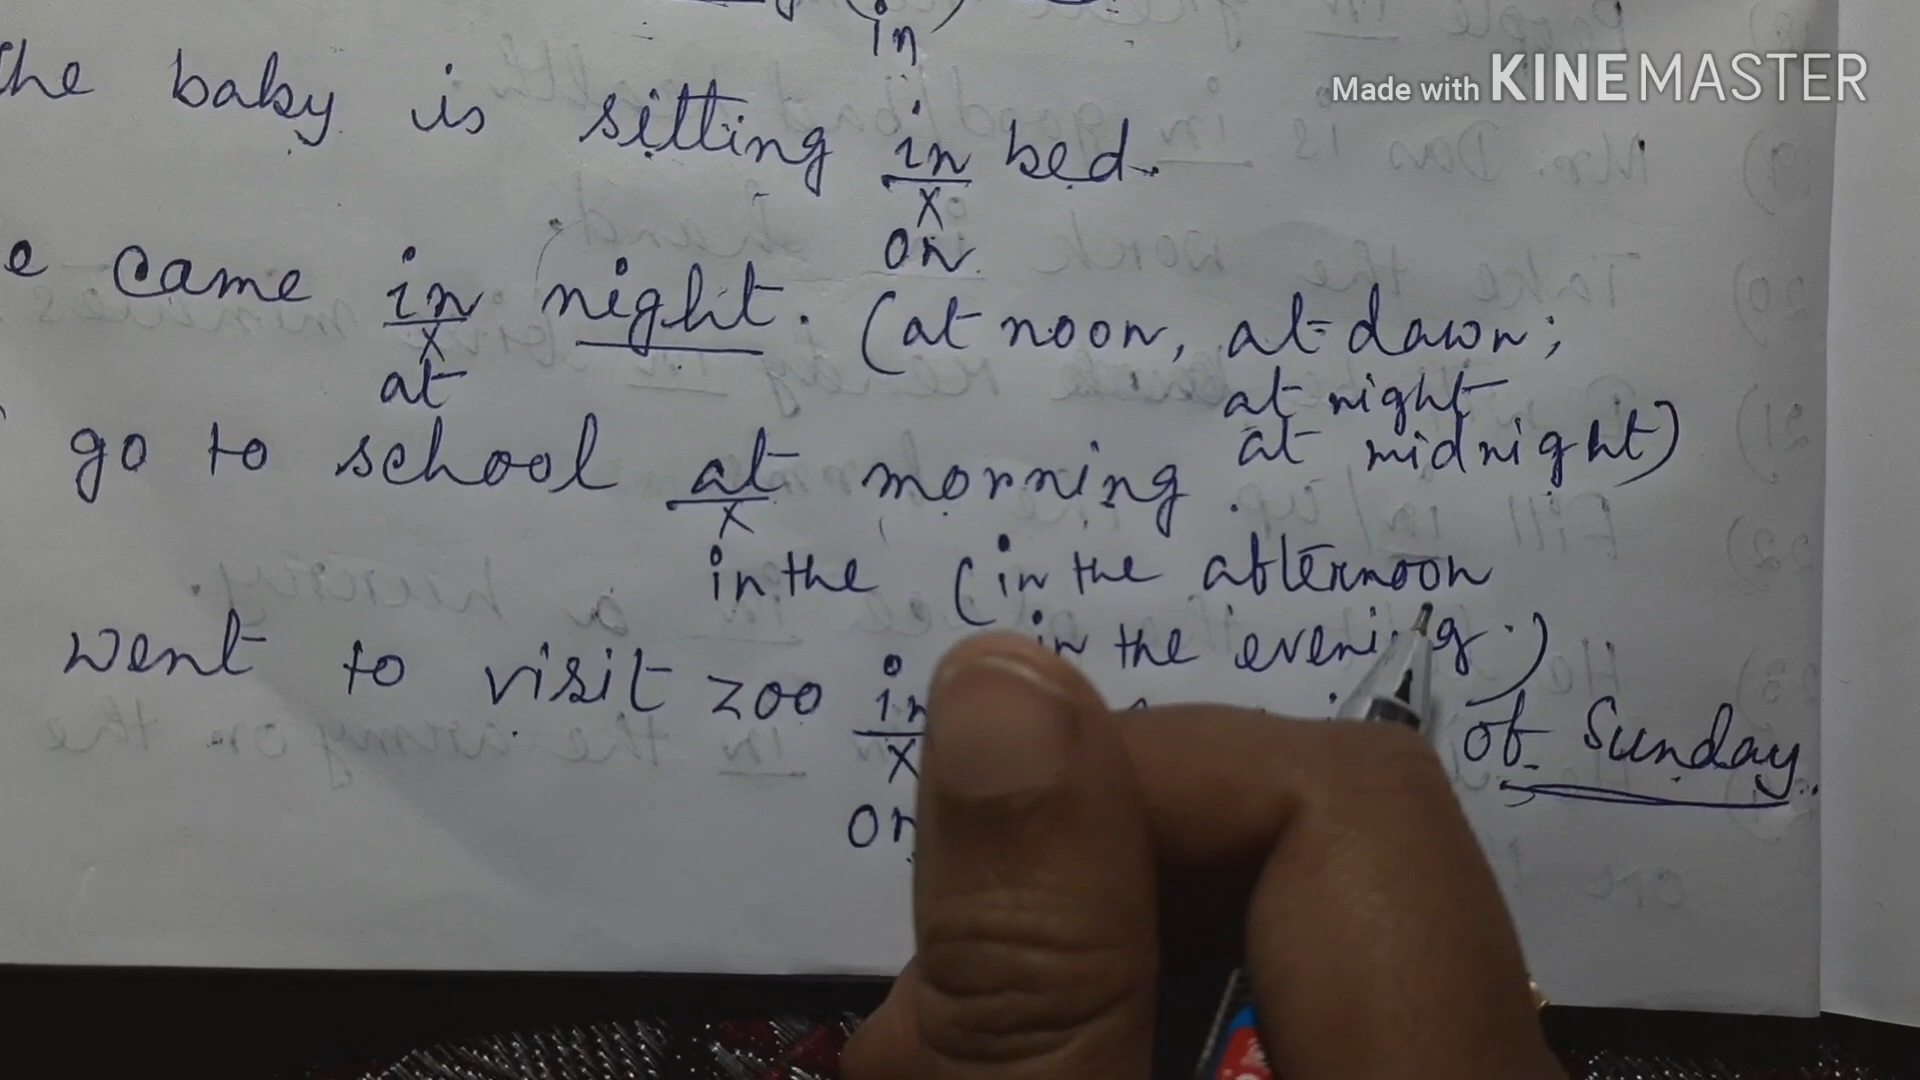 in
Made with KINEMASTER
The baby is sitting in bed.
x
on
e came in night. (at noon, at dawn;
x
at
at night
at midnight)
go to school at morning.
x
in the (in the afternoon
in the evening.)
went to visit zoo in of Sunday.
x
on